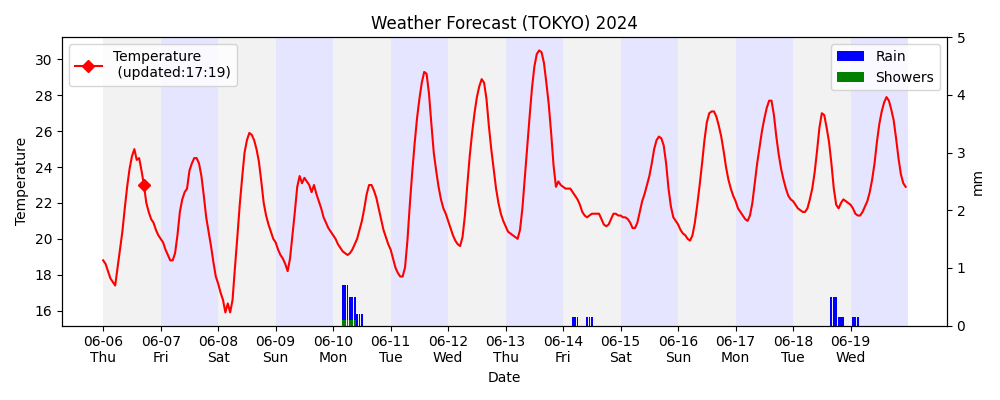 Weather Forecast (TOKYO) 2024
Temperature
(updated:17:19)
Rain
Showers
Temperature
30
28
26
24
22
20
18
16
5
4
3
2
1
0
mm
06-06 06-07 06-08 06-09 06-10 06-11 06-12 06-13 06-14 06-15 06-16 06-17 06-18 06-19
Thu Fri Sat Sun Mon Tue Wed Thu Fri Sat Sun Mon Tue Wed
Date